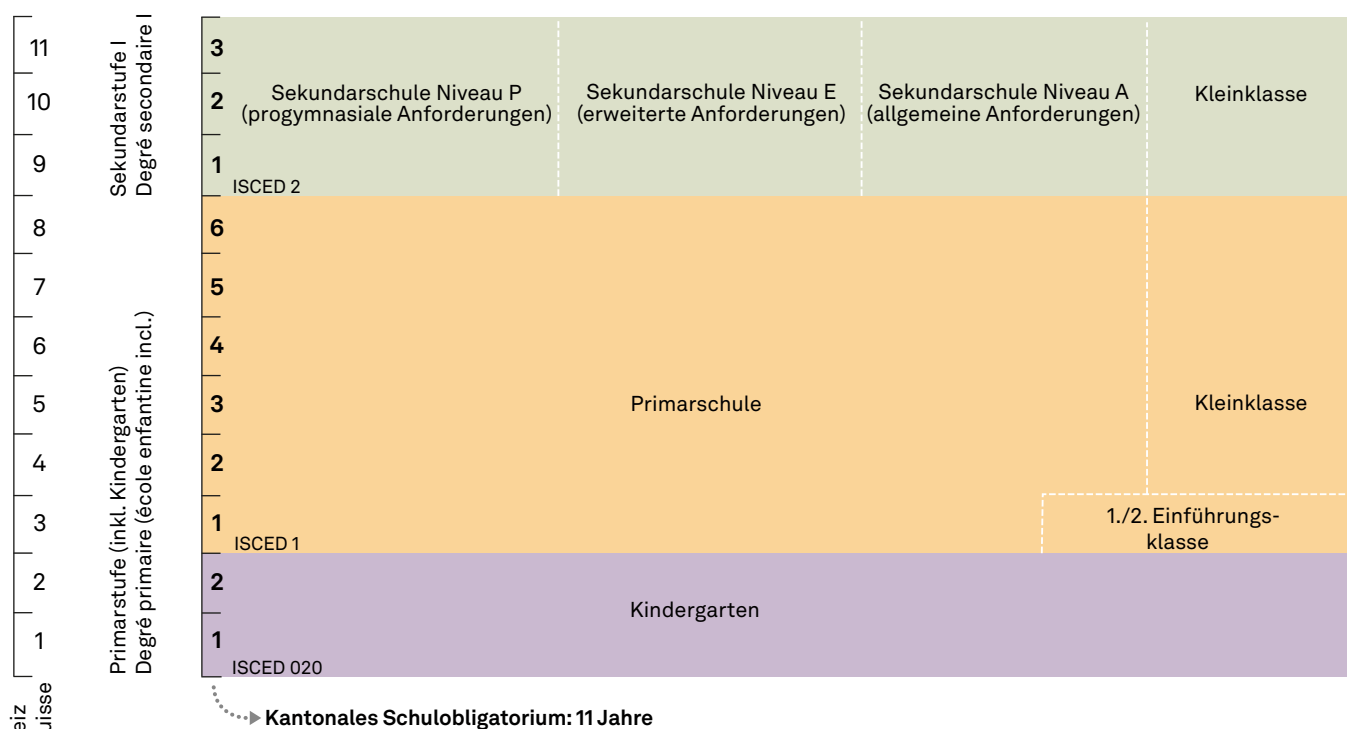 11
10
9
8
7
6
5
4
3
2
1
Sekundarstufe I
Degré secondaire I
Primarstufe (inkl. Kindergarten)
Degré primaire (école enfantine incl.)
3
2
1
ISCED 2
Sekundarschule Niveau P
(progymnasiale Anforderungen)
Sekundarschule Niveau E
(erweiterte Anforderungen)
Sekundarschule Niveau A
(allgemeine Anforderungen)
Kleinklasse
6
5
4
3
2
1
ISCED 1
Primarschule
Kleinklasse
1./2. Einführungs-
klasse
2
1
ISCED 020
Kindergarten
Kantonales Schulobligatorium: 11 Jahre